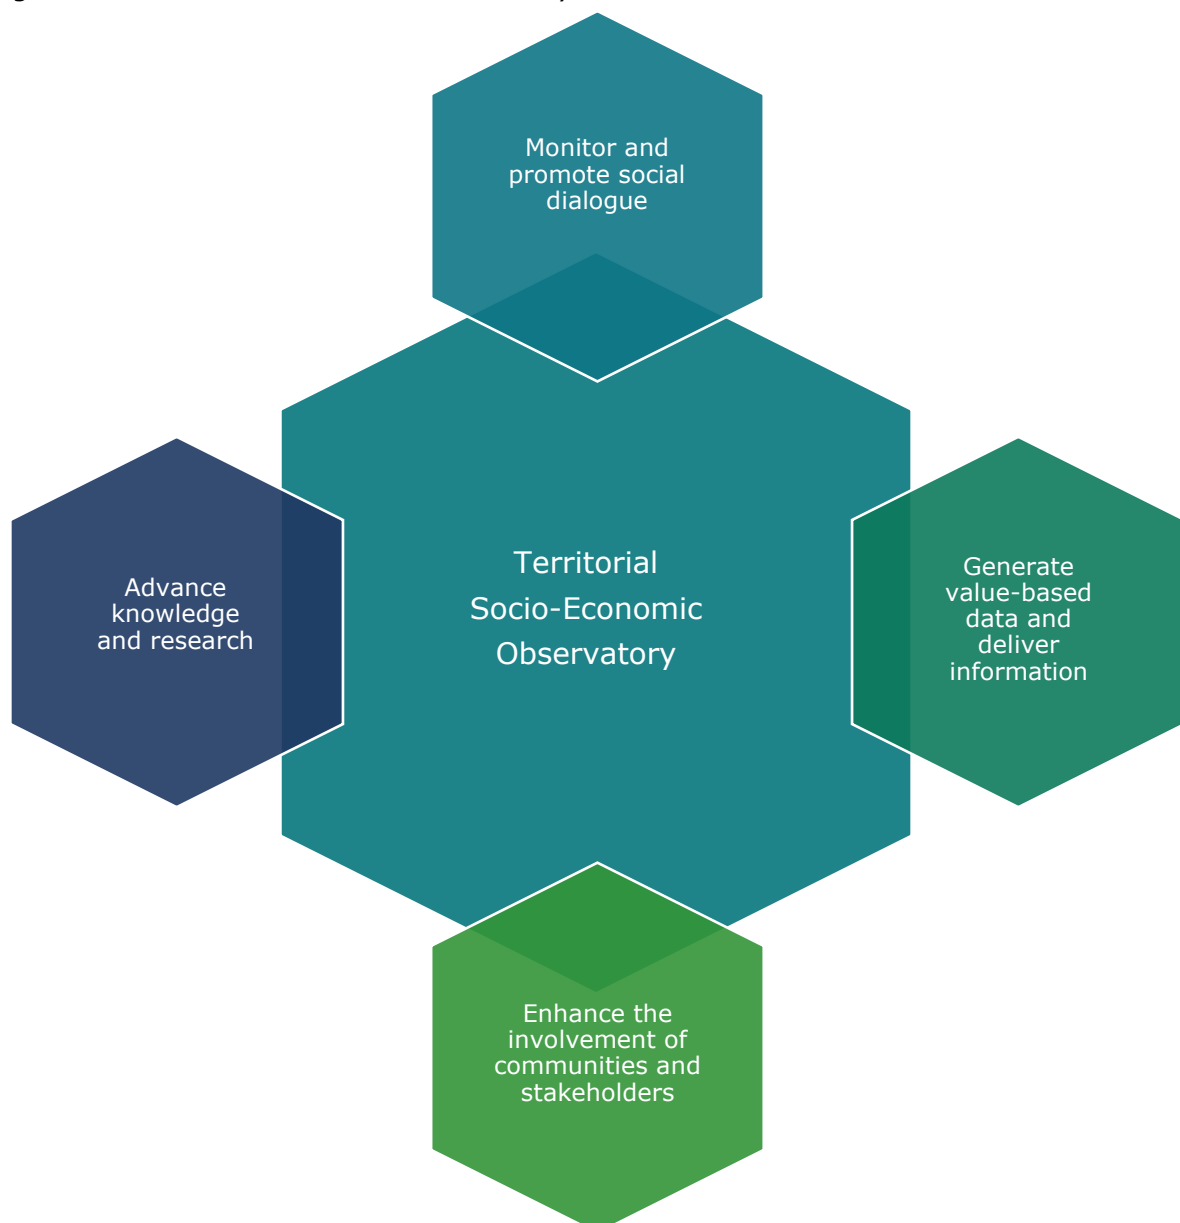 Monitor and
promote social
dialogue
Territorial
Socio-Economic
Observatory
Advance
knowledge
and research
Generate
value-based
data and
deliver
information
Enhance the
involvement of
communities and
stakeholders